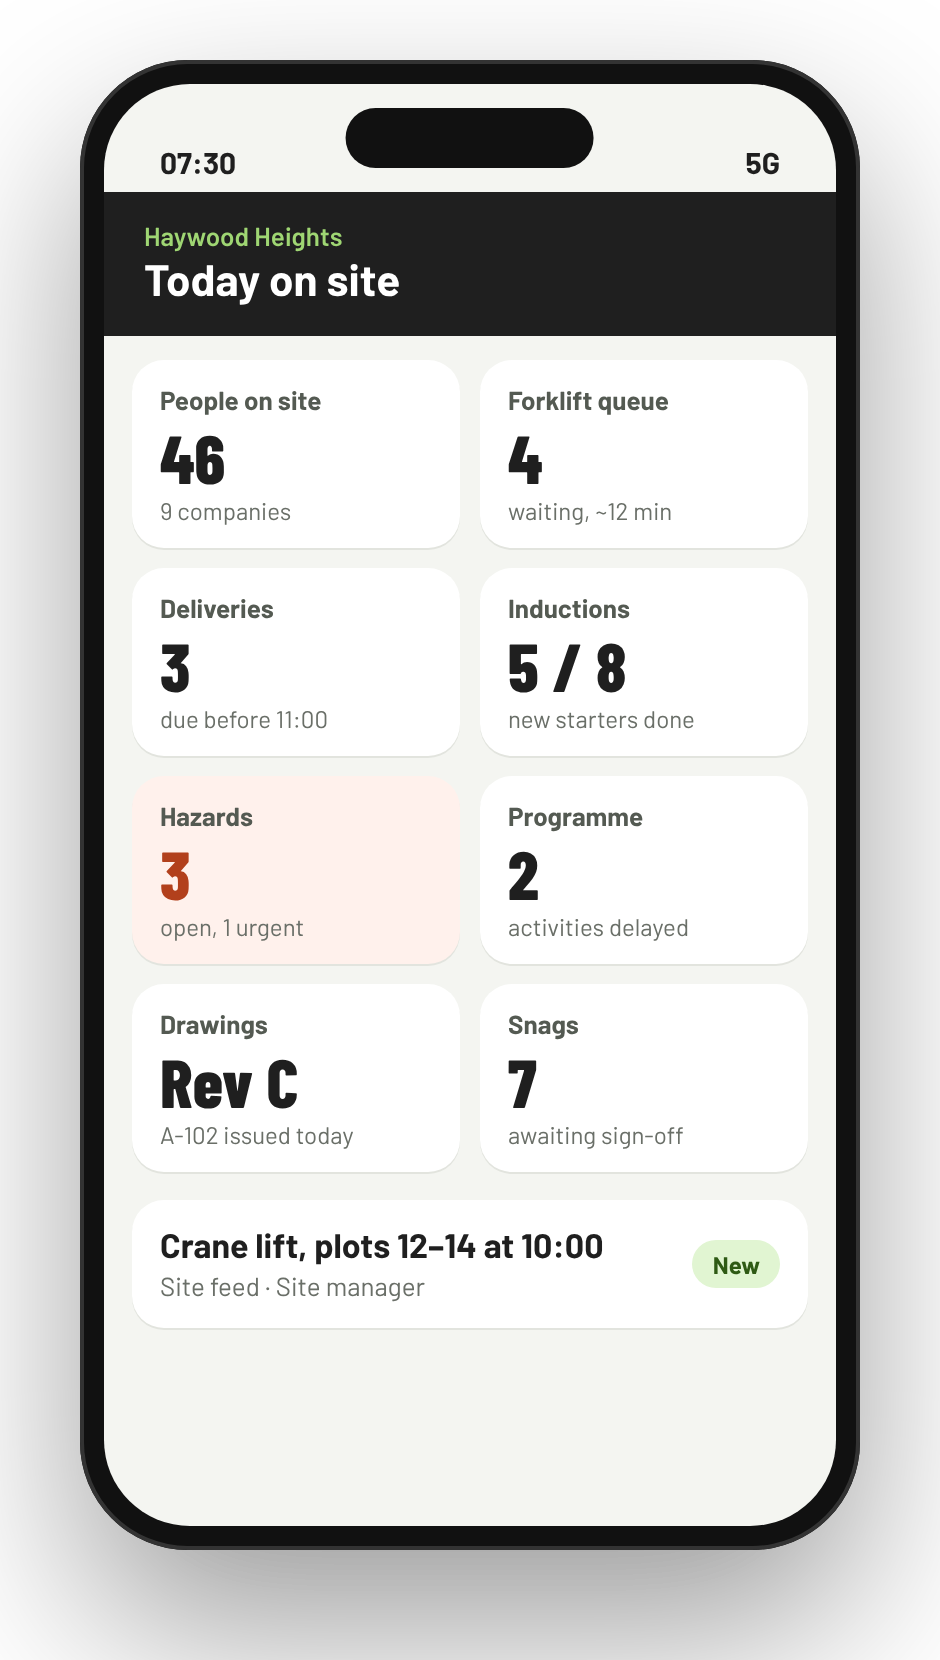 07:30
5G
Haywood Heights
Today on site
People on site
46
9 companies
Forklift queue
4
waiting, ~12 min
Deliveries
3
due before 11:00
Inductions
5 / 8
new starters done
Hazards
3
open, 1 urgent
Programme
2
activities delayed
Drawings
Rev C
A-102 issued today
Snags
7
awaiting sign-off
Crane lift, plots 12–14 at 10:00
Site feed · Site manager
New